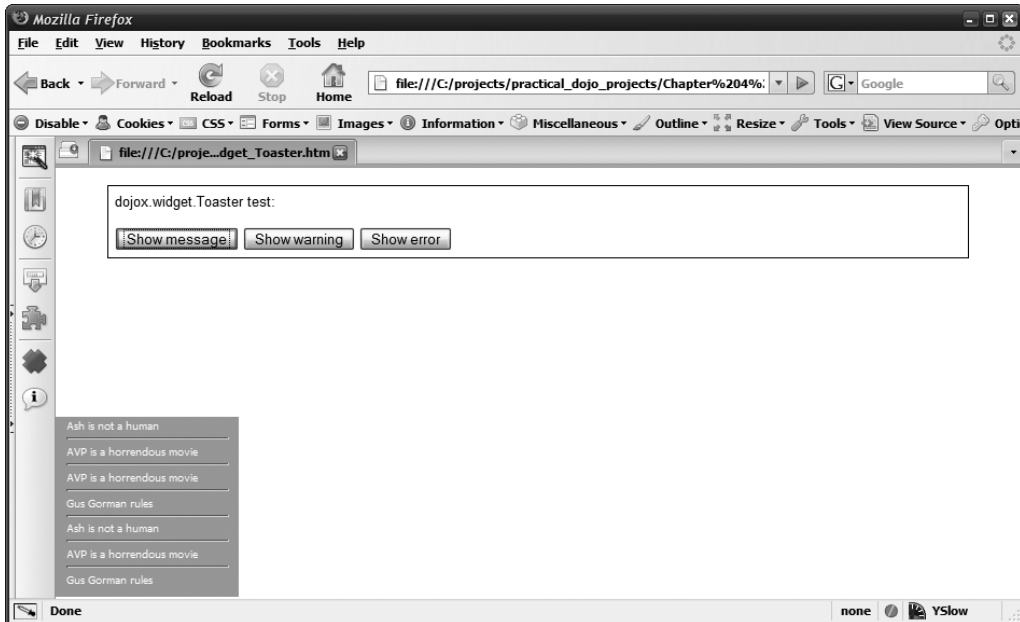 Mozilla Firefox
File Edit View History Bookmarks Tools Help
Back Forward Reload Stop Home file:///C:/projects/practical_dojo_projects/Chapter%204% G Google
Disable Cookies CSS CSS Forms Images Information Miscellaneous Outline Resize Tools View Source Opti
file:///C:/proje...dget_Toaster.htm
dojox.widget.Toaster test:
Show message Show warning Show error
Ash is not a human
AVP is a horrendous movie
AVP is a horrendous movie
Gus Gorman rules
Ash is not a human
AVP is a horrendous movie
Gus Gorman rules
Done none YSlow